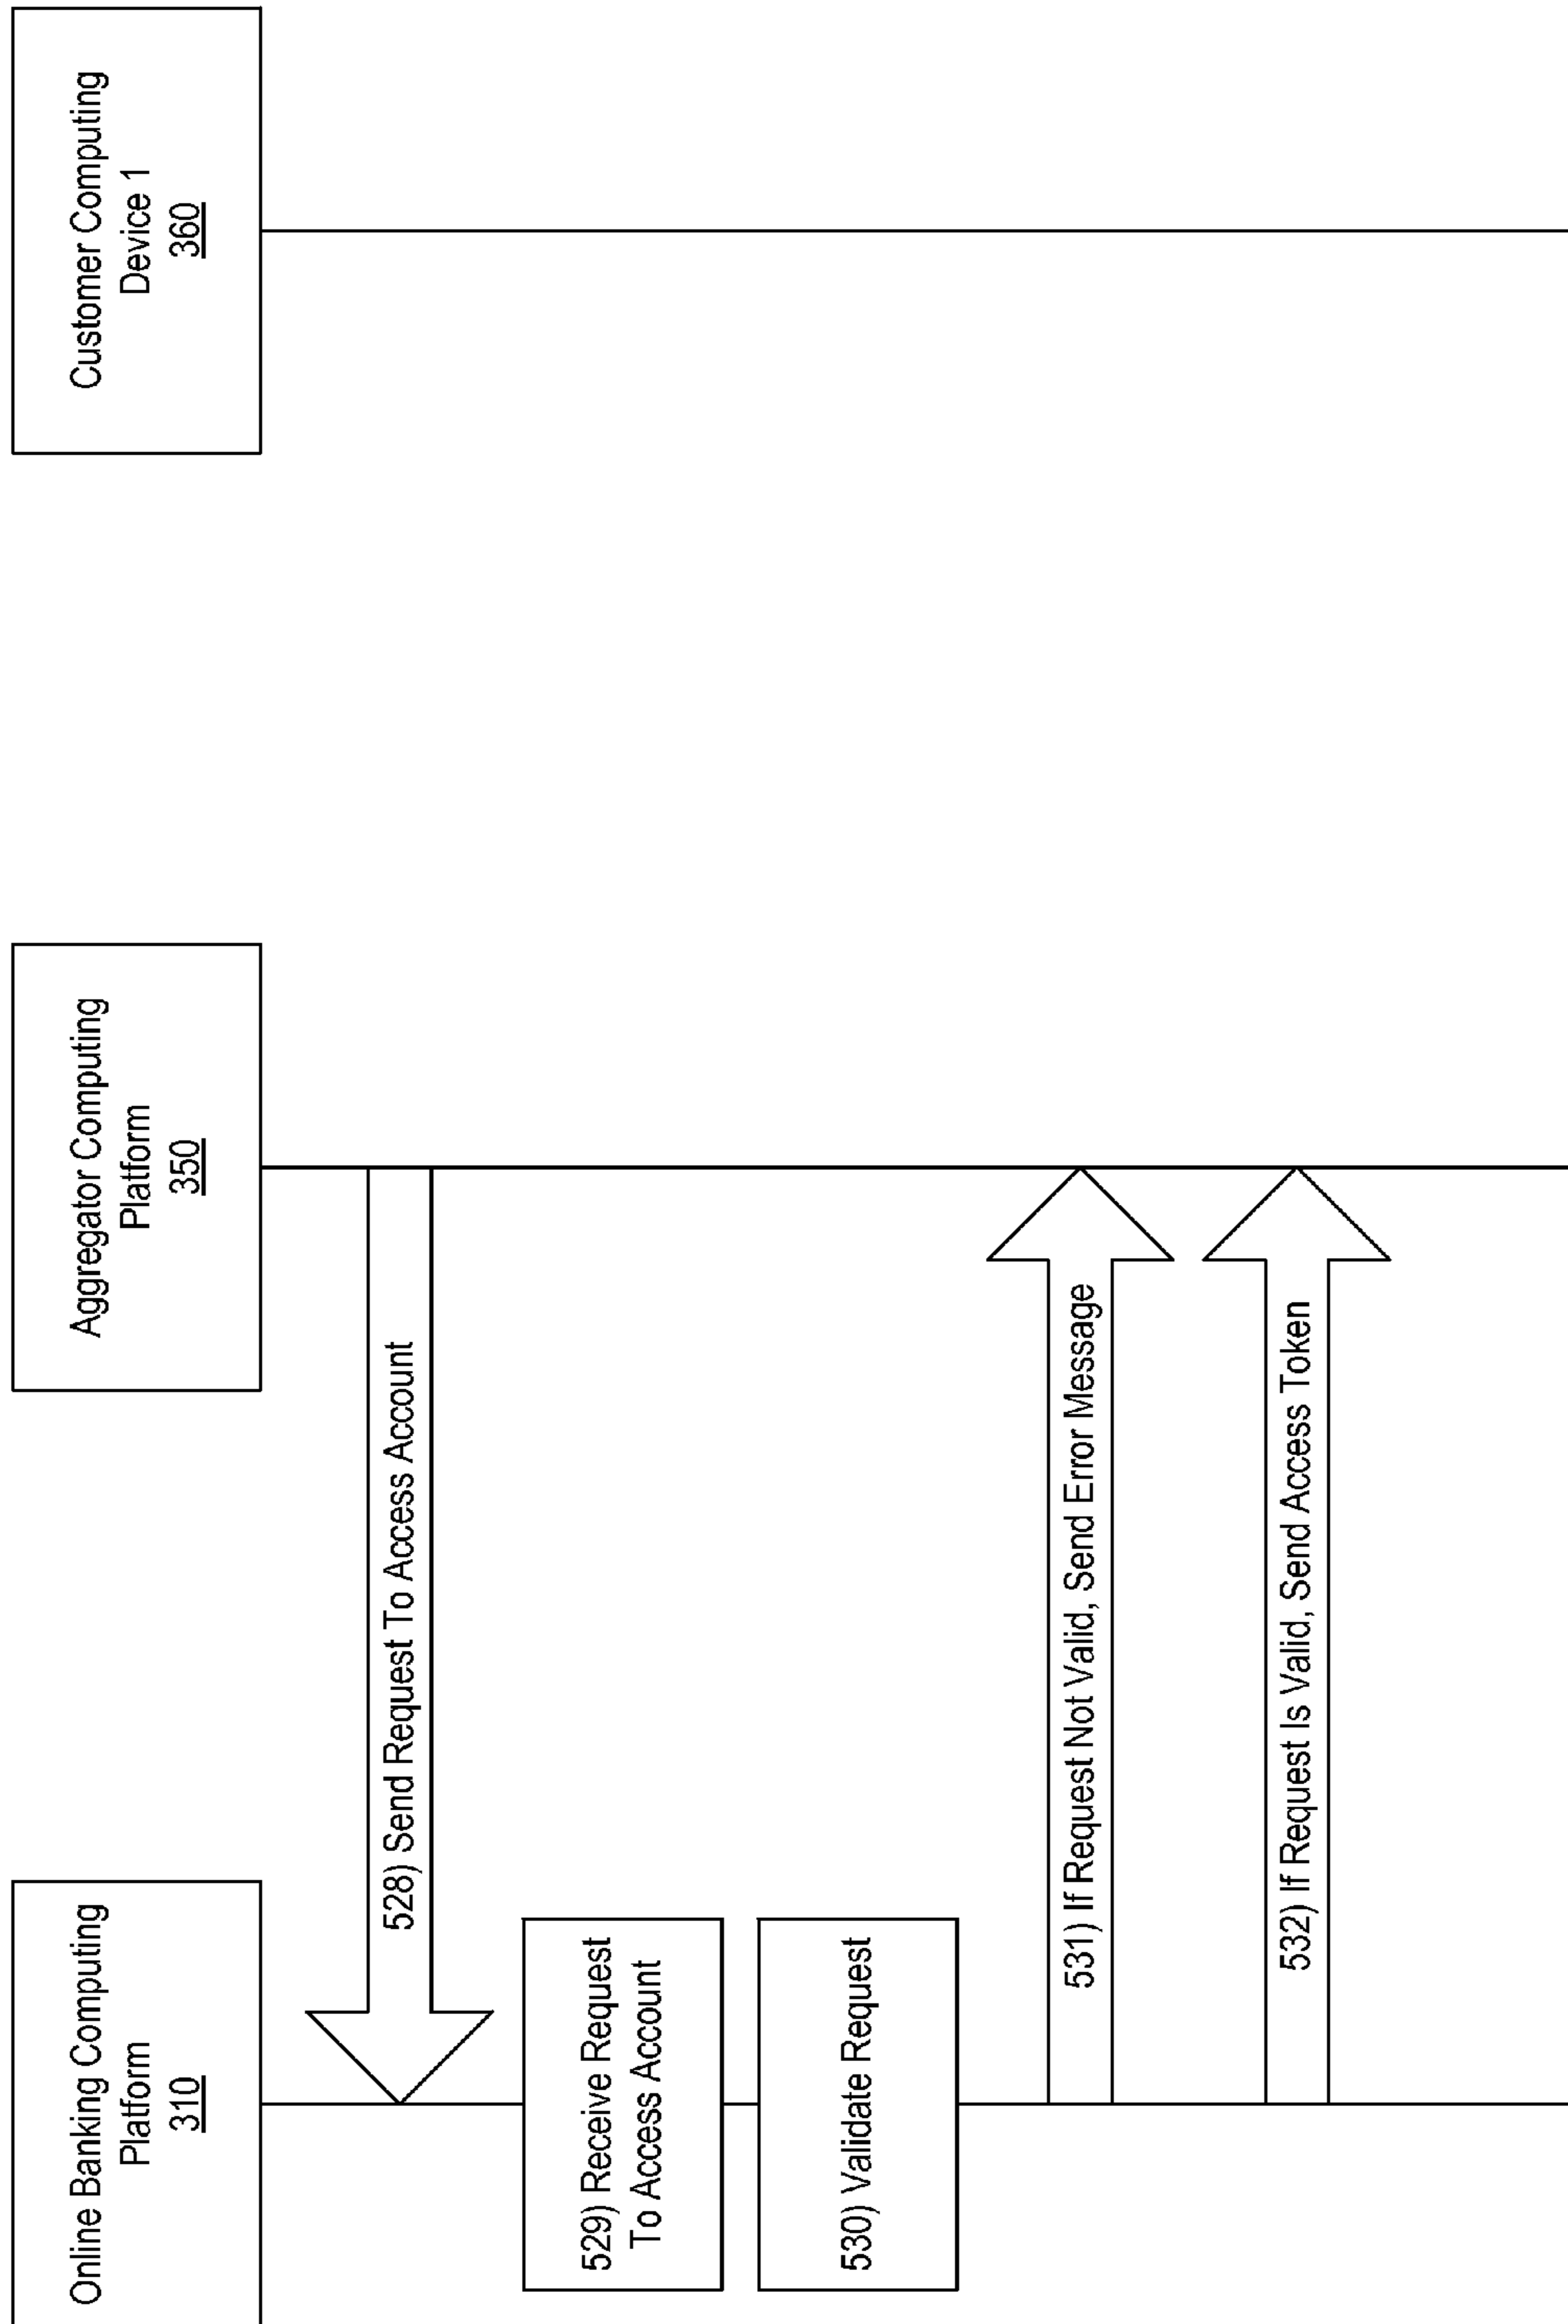 Online Banking Computing
Platform
310
Aggregator Computing
Platform
350
Customer Computing
Device 1
360
528) Send Request To Access Account
529) Receive Request
To Access Account
530) Validate Request
531) If Request Not Valid, Send Error Message
532) If Request Is Valid, Send Access Token